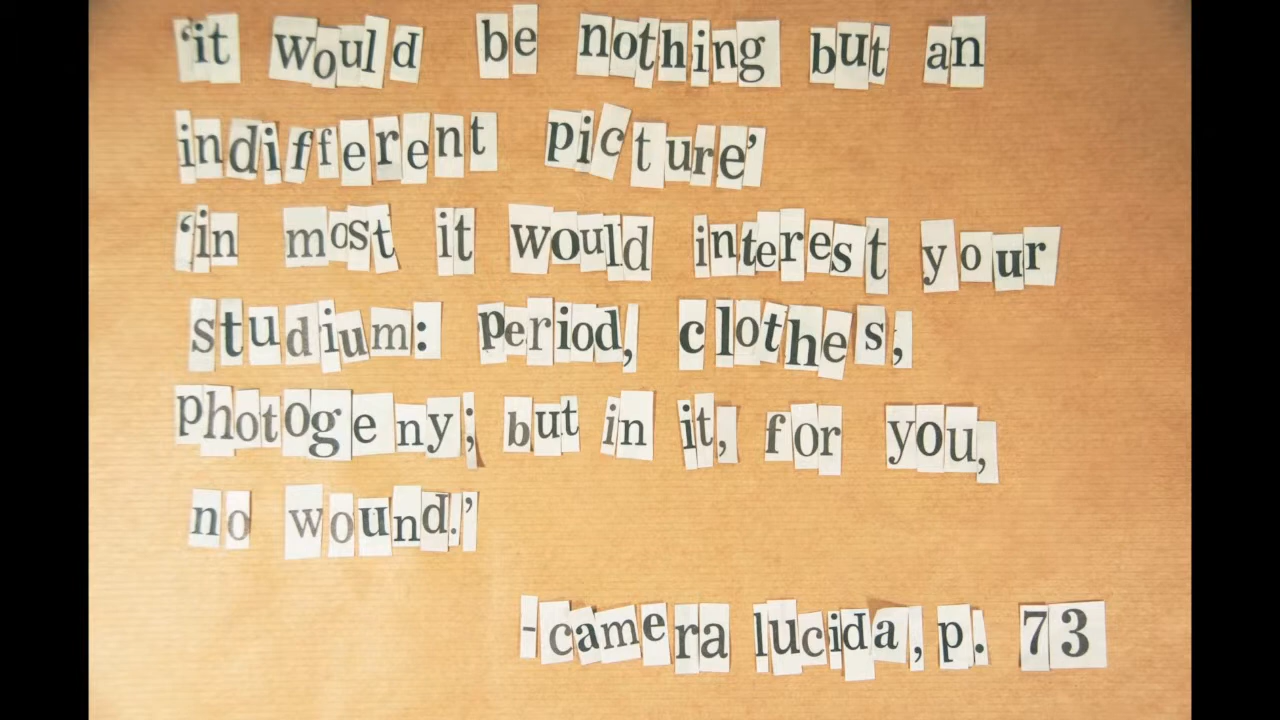 ‘it would be nothing but an
indifferent picture’
‘in most it would interest your
studium: period, clothes,
photogeny; but in it, for you,
no wound.’
-camera lucida, p. 73